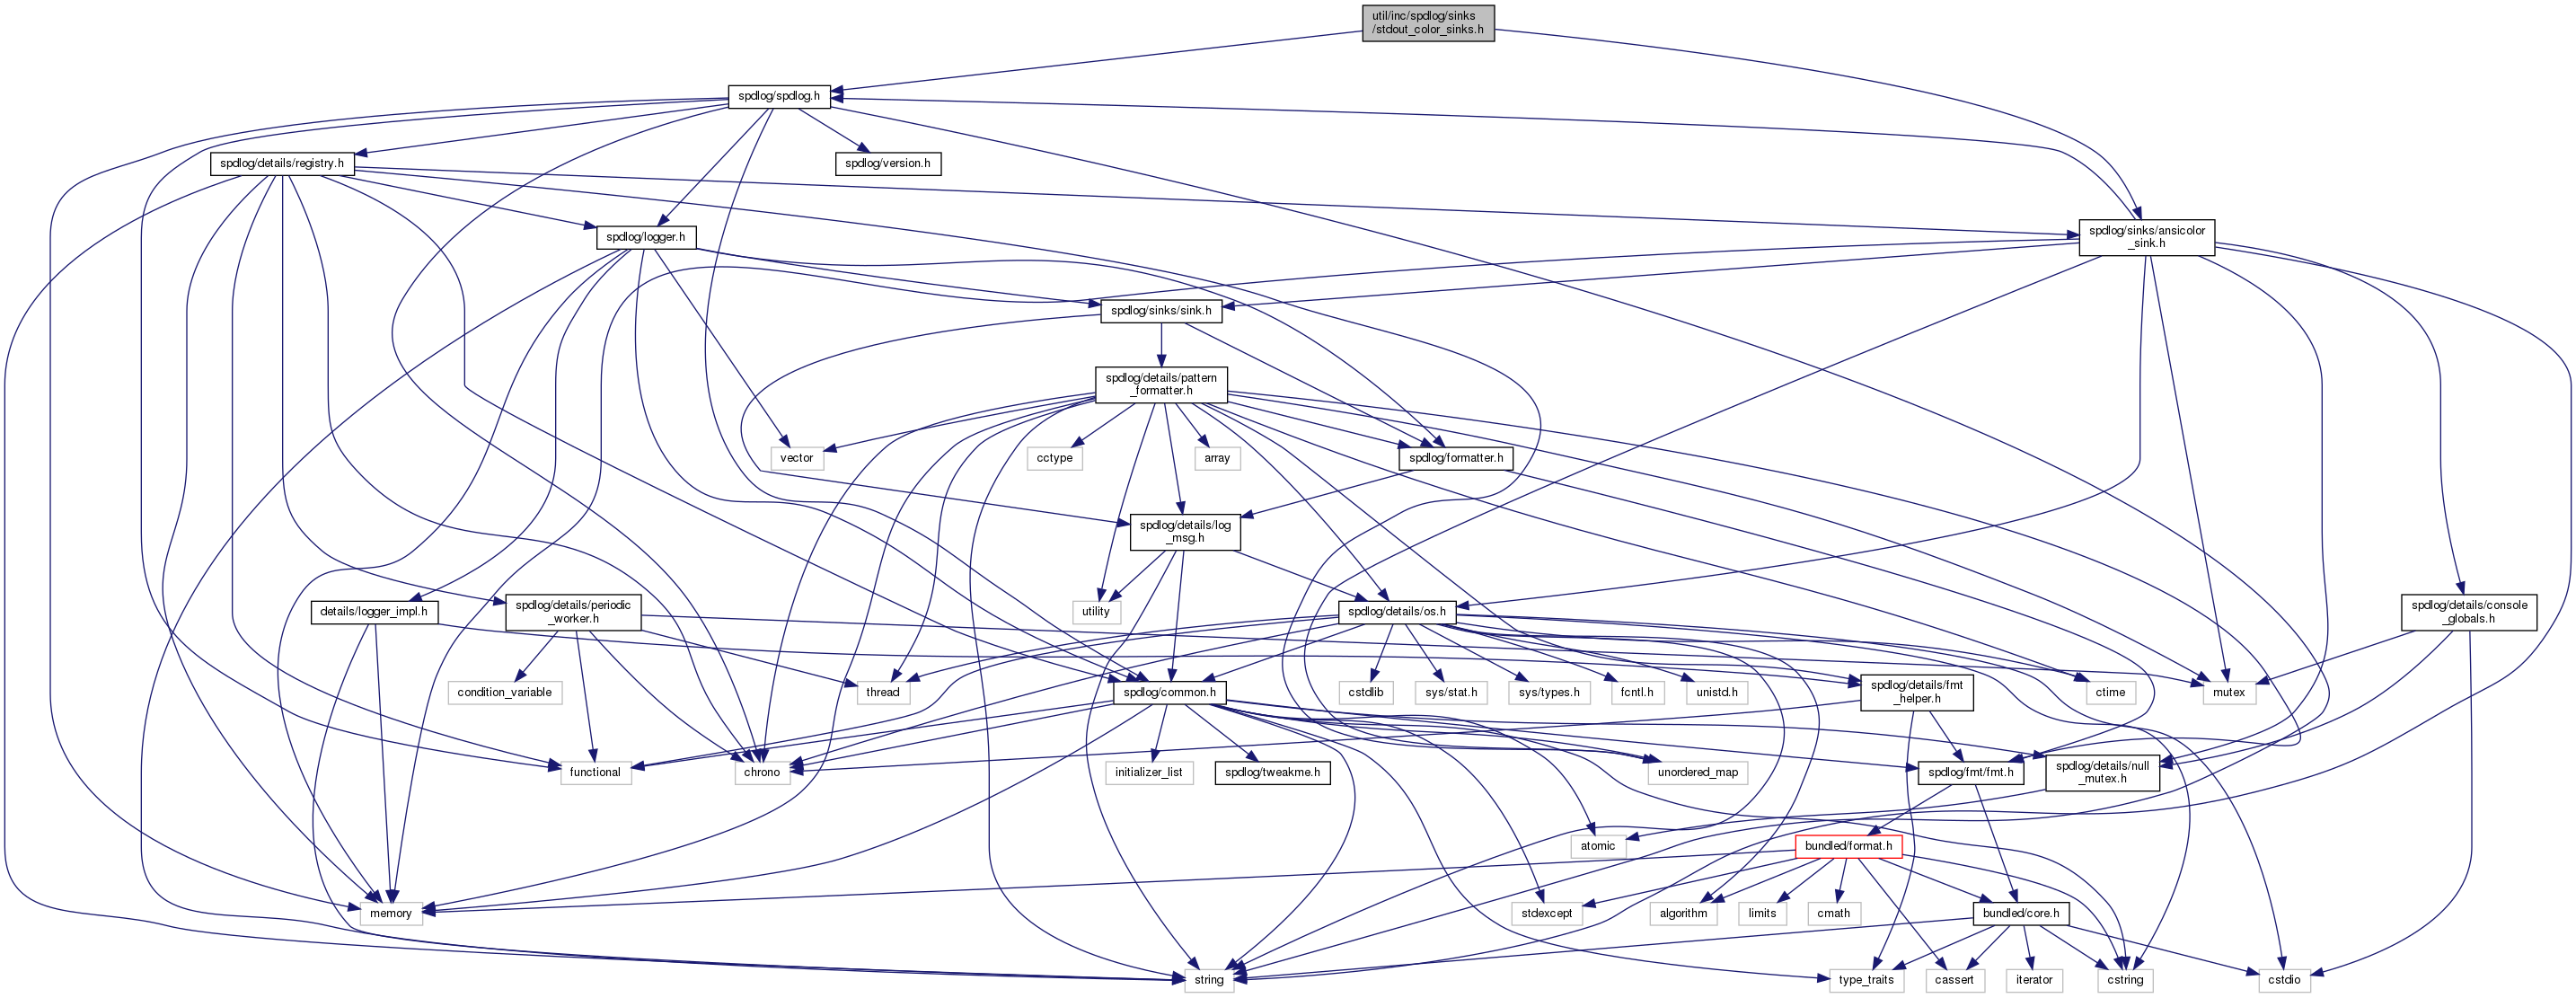 util/inc/spdlog/sinks
/stdout_color_sinks.h
spdlog/spdlog.h
spdlog/details/registry.h
spdlog/version.h
spdlog/logger.h
spdlog/sinks/ansicolor
_sink.h
spdlog/sinks/sink.h
spdlog/details/pattern
_formatter.h
vector
cctype
array
spdlog/formatter.h
spdlog/details/log
_msg.h
details/logger_impl.h
spdlog/details/periodic
_worker.h
utility
spdlog/details/os.h
spdlog/details/console
_globals.h
condition_variable
thread
spdlog/common.h
cstdlib
sys/stat.h
sys/types.h
fcntl.h
unistd.h
spdlog/details/fmt
_helper.h
ctime
mutex
functional
chrono
initializer_list
spdlog/tweakme.h
unordered_map
spdlog/fmt/fmt.h
spdlog/details/null
_mutex.h
atomic
bundled/format.h
memory
stdexcept
algorithm
limits
cmath
bundled/core.h
string
type_traits
cassert
iterator
cstring
cstdio